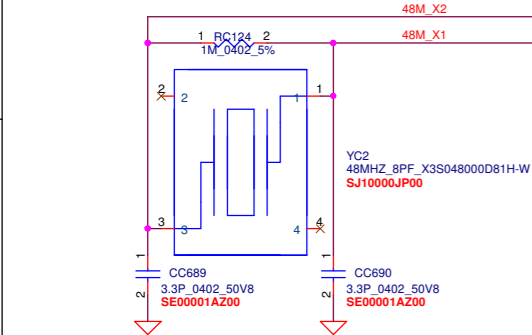 48M_X2
48M_X1
1 RC124 2
1M_0402_5%
2 2
1 1
YC2
48MHZ_8PF_X3S048000D81H-W
SJ10000JP00
3 3
4 4
1 CC689
2 3.3P_0402_50V8
SE00001AZ00
1 CC690
2 3.3P_0402_50V8
SE00001AZ00